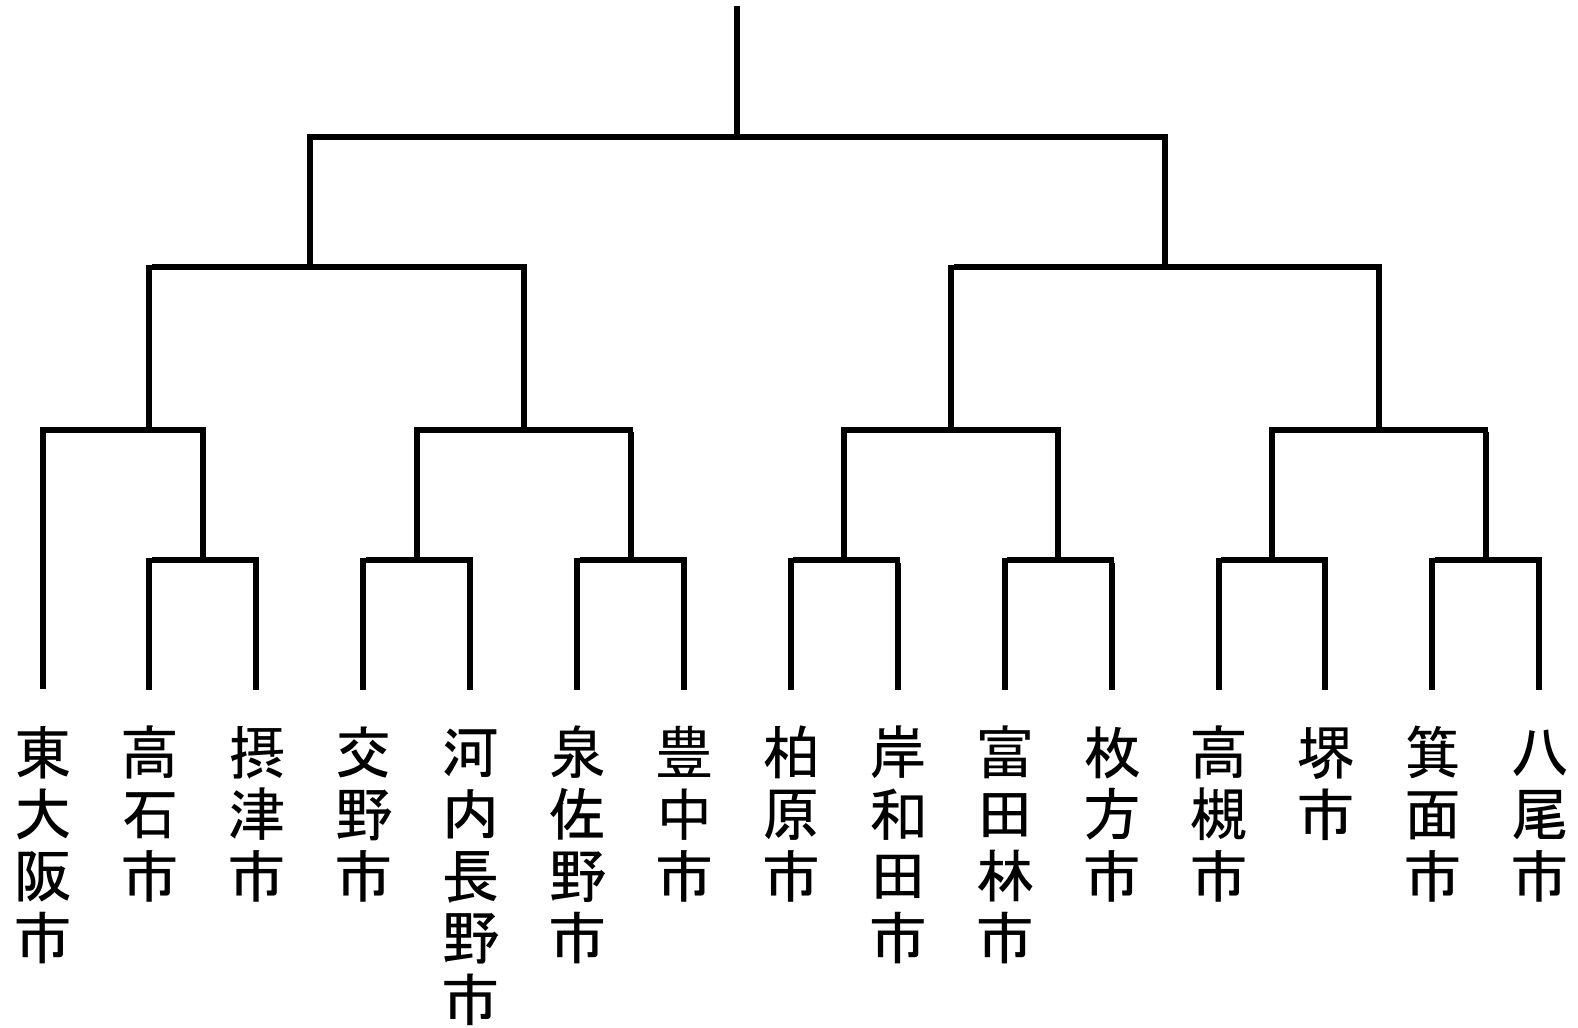 東大阪市
高石市
摂津市
交野市
河内長野市
泉佐野市
豊中市
柏原市
岸和田市
富田林市
枚方市
高槻市
堺市
箕面市
八尾市